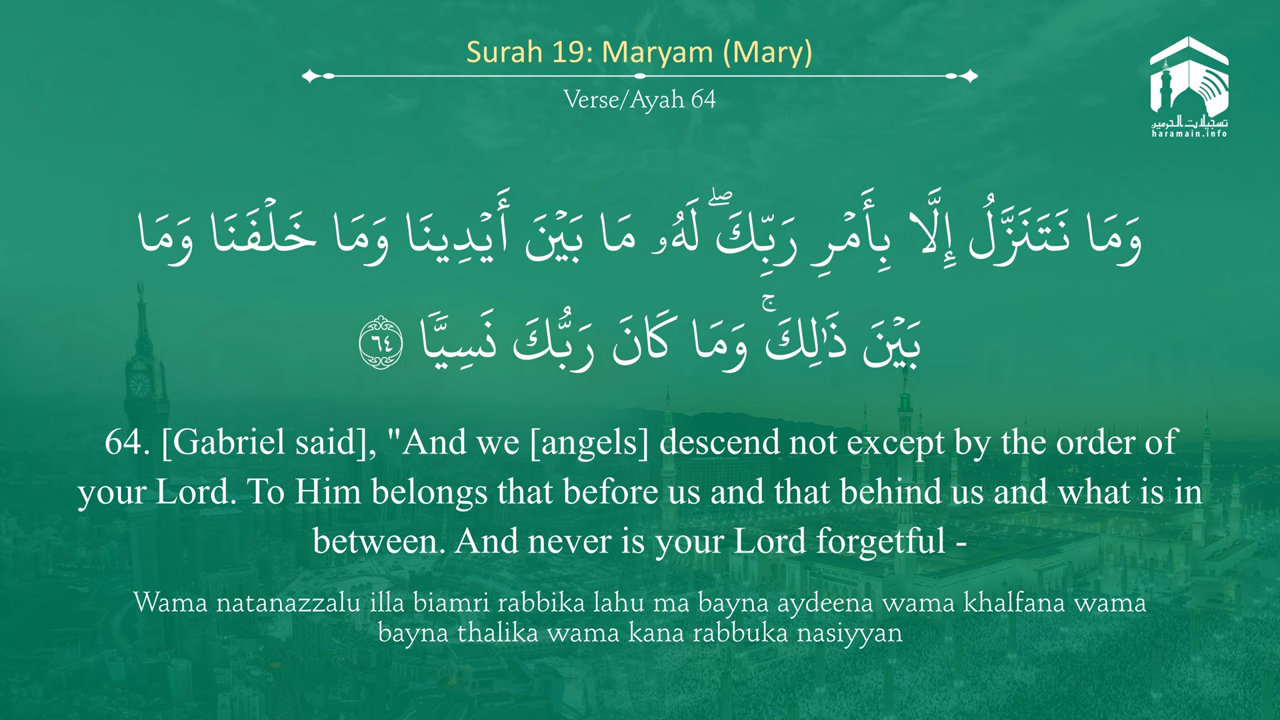 Surah 19: Maryam (Mary)
Verse/Ayah 64
تسجيلات الحرمين
haramain.info
وَمَا نَتَنَزَّلُ إِلَّا بِأَمْرِ رَبِّكَ ۖ لَهُۥ مَا بَيْنَ أَيْدِينَا وَمَا خَلْفَنَا وَمَا
بَيْنَ ذَٰلِكَ ۚ وَمَا كَانَ رَبُّكَ نَسِيًّا ٦٤
64. [Gabriel said], "And we [angels] descend not except by the order of
your Lord. To Him belongs that before us and that behind us and what is in
between. And never is your Lord forgetful -
Wama natanazzalu illa biamri rabbika lahu ma bayna aydeena wama khalfana wama
bayna thalika wama kana rabbuka nasiyyan